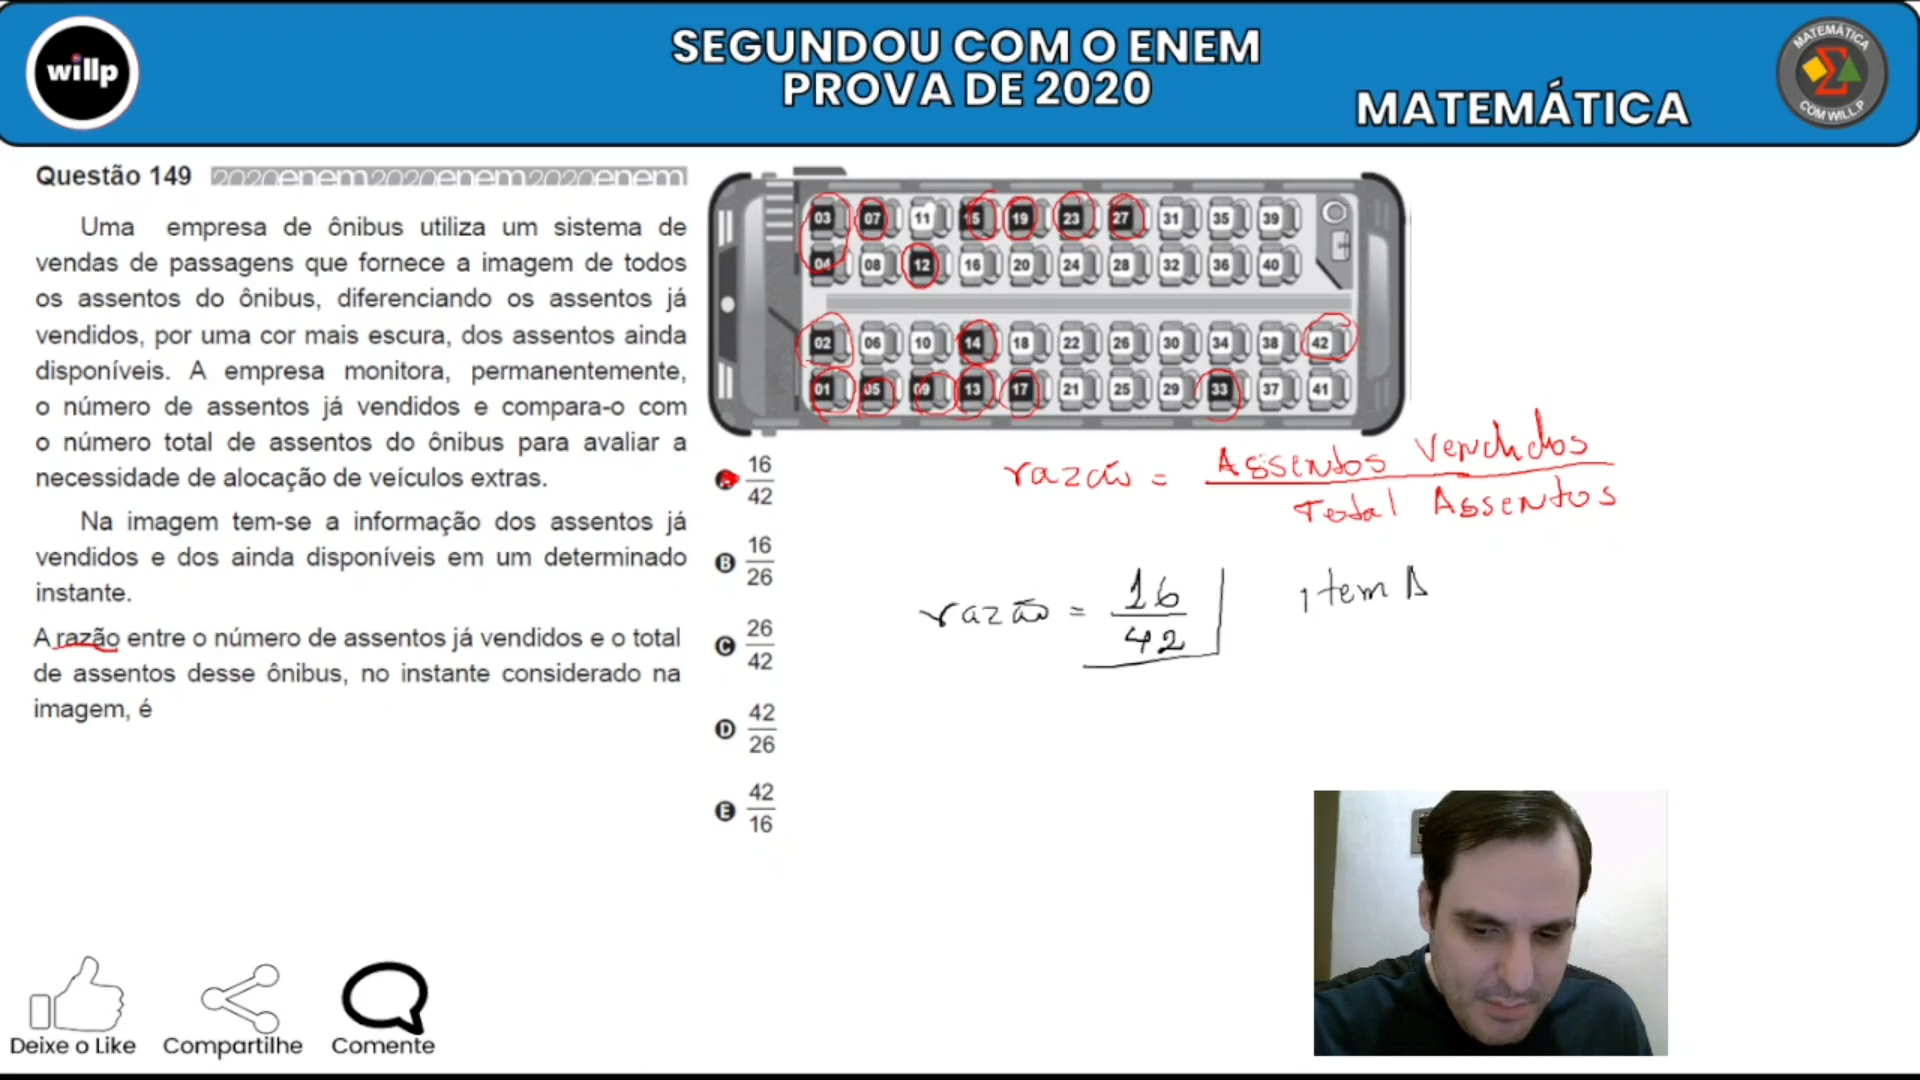 willp
SEGUNDOU COM O ENEM
PROVA DE 2020
MATEMÁTICA
MATEMÁTICA
COM WILL.P
Questão 149 2020enem2020enem2020enem
Uma empresa de ônibus utiliza um sistema de
vendas de passagens que fornece a imagem de todos
os assentos do ônibus, diferenciando os assentos já
vendidos, por uma cor mais escura, dos assentos ainda
disponíveis. A empresa monitora, permanentemente,
o número de assentos já vendidos e compara-o com
o número total de assentos do ônibus para avaliar a
necessidade de alocação de veículos extras.
Na imagem tem-se a informação dos assentos já
vendidos e dos ainda disponíveis em um determinado
instante.
A razão entre o número de assentos já vendidos e o total
de assentos desse ônibus, no instante considerado na
imagem, é
03 07 11 15 19 23 27 31 35 39
04 08 12 16 20 24 28 32 36 40
02 06 10 14 18 22 26 30 34 38 42
01 05 09 13 17 21 25 29 33 37 41
16
42
B 16
26
C 26
42
D 42
26
E 42
16
razão = Assentos Vendidos
Total Assentos
razão = 16
42
item A
Deixe o Like
Compartilhe
Comente